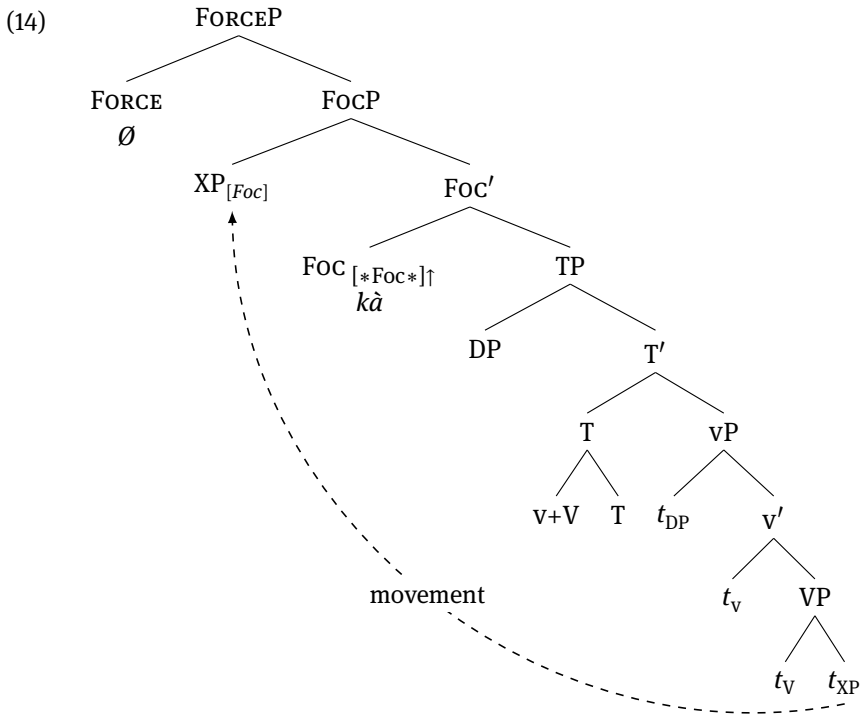 (14) FORCEP
FORCE FOCP
Ø
XP[Foc] FOC′
FOC [∗Foc∗]↑ TP
kà
DP T′
T vP
v+V T tDP v′
movement tv VP
tV tXP